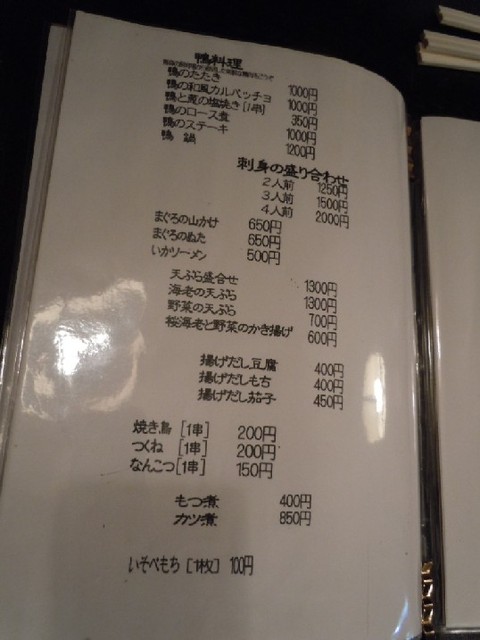 鴨料理
鴨のたたき 1000円
鴨の和風カルパッチョ 1000円
鴨と葱の塩焼き[1串] 350円
鴨のロース煮 1000円
鴨のステーキ 1200円
鴨 鍋
刺身の盛り合わせ
2人前 1250円
3人前 1500円
4人前 2000円
まぐろの山かけ 650円
まぐろのぬた 650円
いかソーメン 500円
天ぷら盛合せ 1300円
海老の天ぷら 1300円
野菜の天ぷら 700円
桜海老と野菜のかき揚げ 600円
揚げだし豆腐 400円
揚げだしもち 400円
揚げだし茄子 450円
焼き鳥 [1串] 200円
つくね [1串] 200円
なんこつ[1串] 150円
もつ煮 400円
カツ煮 850円
いそべもち [1枚] 100円